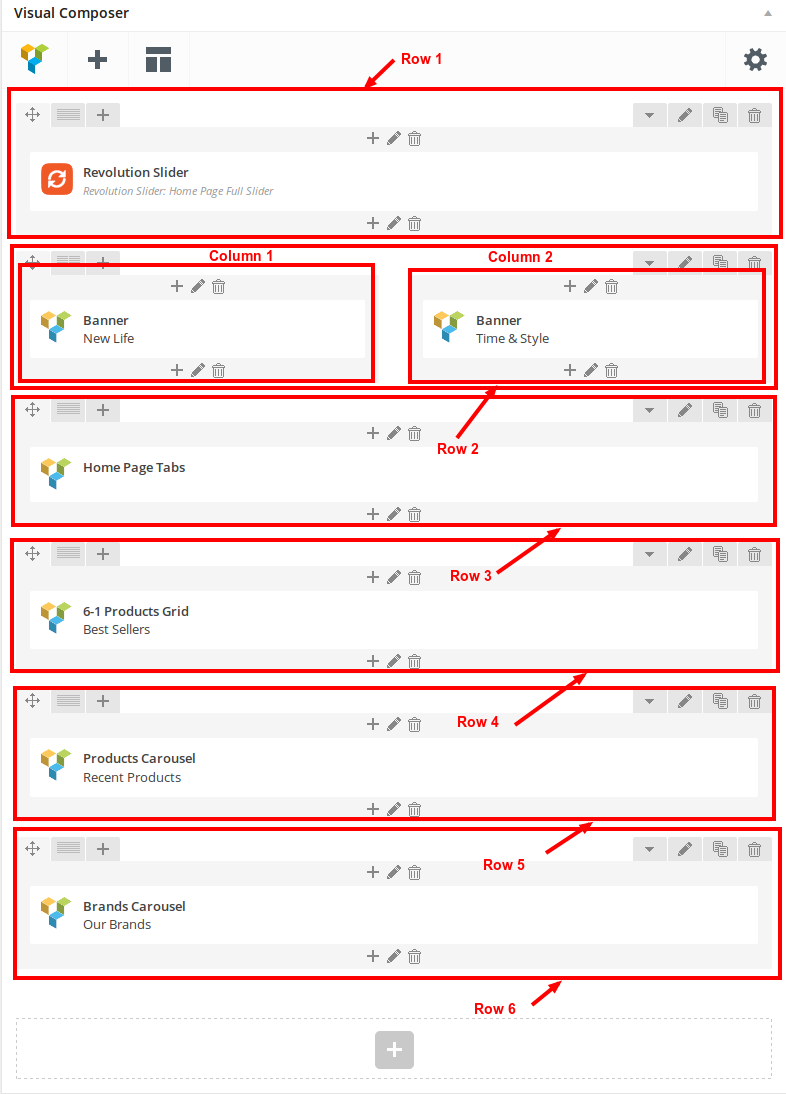 Visual Composer
Row 1
Revolution Slider
Revolution Slider: Home Page Full Slider
Column 1
Column 2
Banner
New Life
Banner
Time & Style
Row 2
Home Page Tabs
Row 3
6-1 Products Grid
Best Sellers
Row 4
Products Carousel
Recent Products
Row 5
Brands Carousel
Our Brands
Row 6